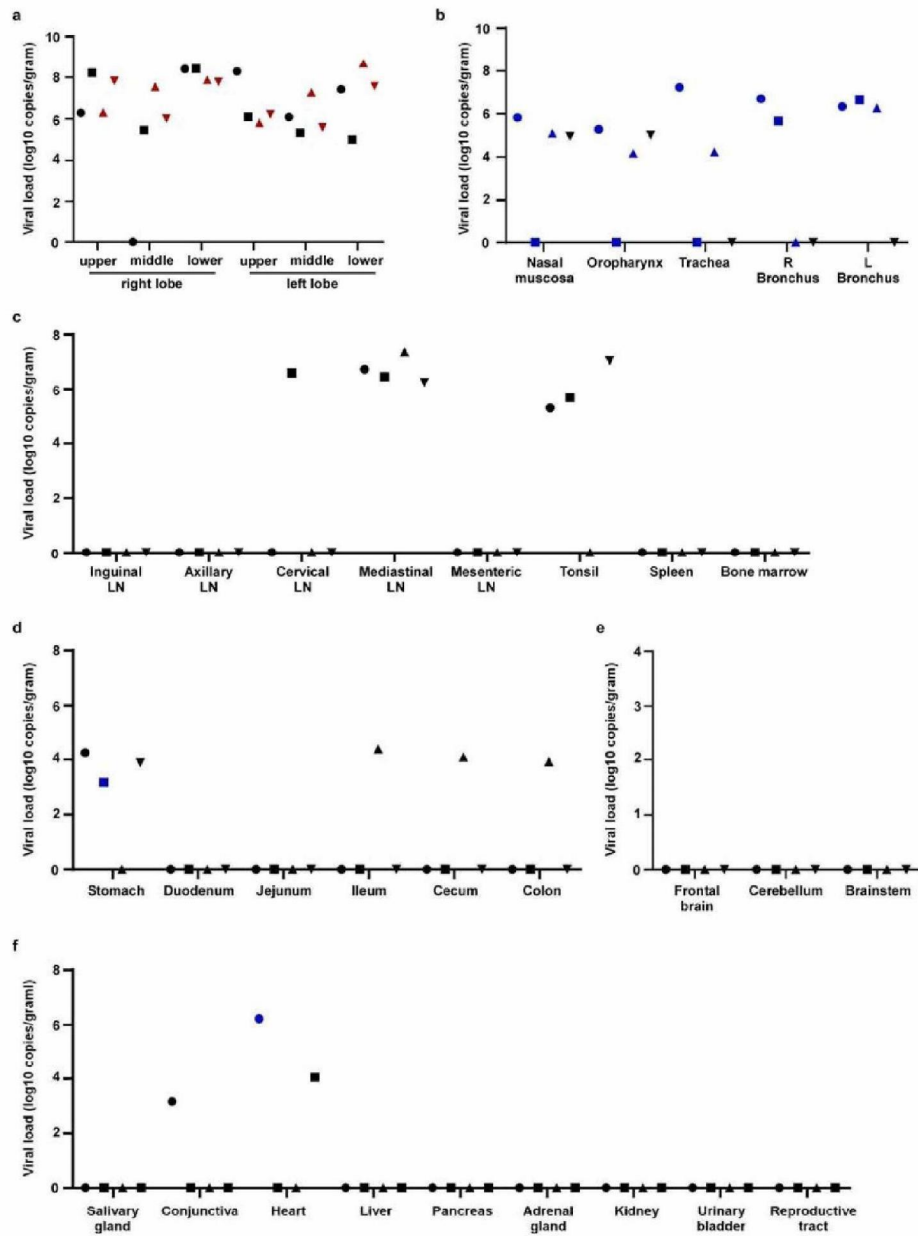 a
Viral load (log10 copies/gram)
10
8
6
4
2
0
upper middle lower upper middle lower
right lobe left lobe
b
Viral load (log10 copies/gram)
10
8
6
4
2
0
Nasal Oropharynx Trachea R L
mucosa Bronchus Bronchus
c
Viral load (log10 copies/gram)
8
6
4
2
0
Inguinal Axillary Cervical Mediastinal Mesenteric Tonsil Spleen Bone marrow
LN LN LN LN LN
d
Viral load (log10 copies/gram)
8
6
4
2
0
Stomach Duodenum Jejunum Ileum Cecum Colon
e
Viral load (log10 copies/gram)
4
3
2
1
0
Frontal Cerebellum Brainstem
brain
f
Viral load (log10 copies/graml)
8
6
4
2
0
Salivary Conjunctiva Heart Liver Pancreas Adrenal Kidney Urinary Reproductive
gland gland bladder tract